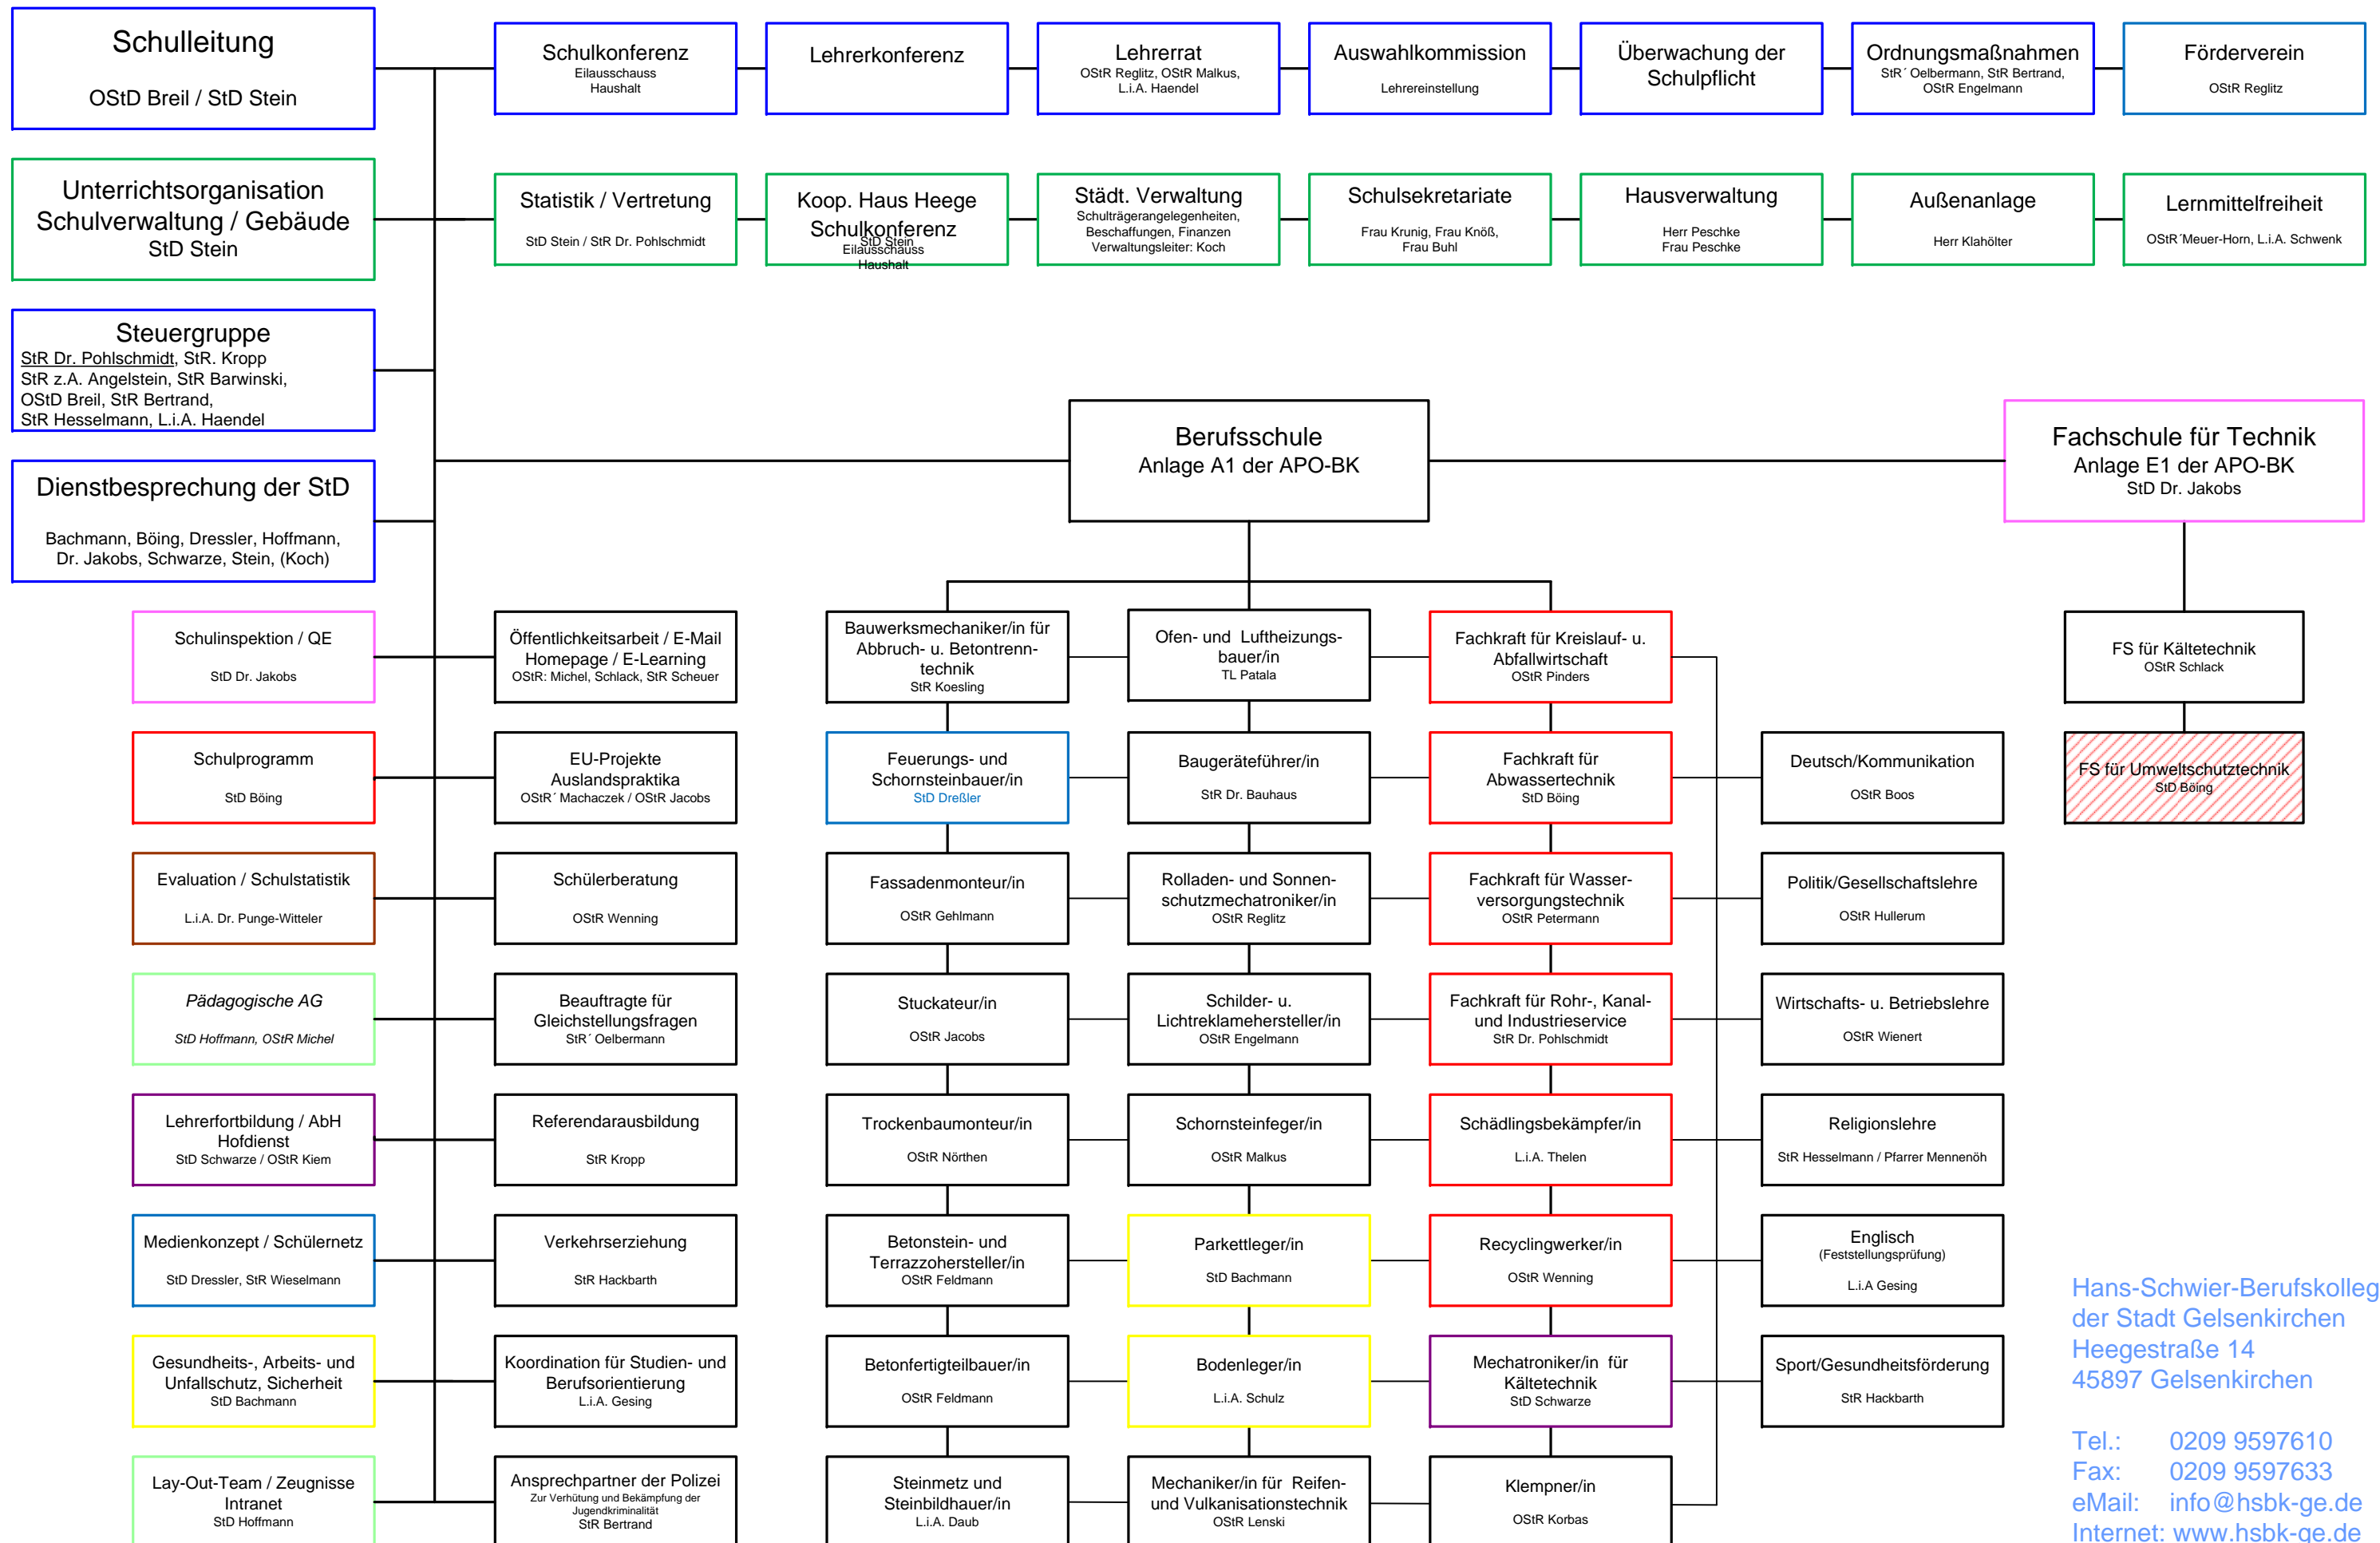 Schulleitung
OStD Breil / StD Stein
Schulkonferenz
Eilausschauss
Haushalt
Lehrerkonferenz
Lehrerrat
OStR Reglitz, OStR Malkus,
L.i.A. Haendel
Auswahlkommission
Lehrereinstellung
Überwachung der
Schulpflicht
Ordnungsmaßnahmen
StR´ Oelbermann, StR Bertrand,
OStR Engelmann
Förderverein
OStR Reglitz
Unterrichtsorganisation
Schulverwaltung / Gebäude
StD Stein
Statistik / Vertretung
StD Stein / StR Dr. Pohlschmidt
Koop. Haus Heege
Schulkonferenz
StD Stein
Eilausschauss
Haushalt
Städt. Verwaltung
Schulträgerangelegenheiten,
Beschaffungen, Finanzen
Verwaltungsleiter: Koch
Schulsekretariate
Frau Krunig, Frau Knöß,
Frau Buhl
Hausverwaltung
Herr Peschke
Frau Peschke
Außenanlage
Herr Klahölter
Lernmittelfreiheit
OStR´Meuer-Horn, L.i.A. Schwenk
Steuergruppe
StR Dr. Pohlschmidt, StR. Kropp
StR z.A. Angelstein, StR Barwinski,
OStD Breil, StR Bertrand,
StR Hesselmann, L.i.A. Haendel
Berufsschule
Anlage A1 der APO-BK
Fachschule für Technik
Anlage E1 der APO-BK
StD Dr. Jakobs
Dienstbesprechung der StD
Bachmann, Böing, Dressler, Hoffmann,
Dr. Jakobs, Schwarze, Stein, (Koch)
Schulinspektion / QE
StD Dr. Jakobs
Öffentlichkeitsarbeit / E-Mail
Homepage / E-Learning
OStR: Michel, Schlack, StR Scheuer
Bauwerksmechaniker/in für
Abbruch- u. Betontrenn-
technik
StR Koesling
Ofen- und  Luftheizungs-
bauer/in
TL Patala
Fachkraft für Kreislauf- u.
Abfallwirtschaft
OStR Pinders
FS für Kältetechnik
OStR Schlack
Schulprogramm
StD Böing
EU-Projekte
Auslandspraktika
OStR´ Machaczek / OStR Jacobs
Feuerungs- und
Schornsteinbauer/in
StD Dreßler
Baugeräteführer/in
StR Dr. Bauhaus
Fachkraft für
Abwassertechnik
StD Böing
Deutsch/Kommunikation
OStR Boos
FS für Umweltschutztechnik
StD Böing
Evaluation / Schulstatistik
L.i.A. Dr. Punge-Witteler
Schülerberatung
OStR Wenning
Fassadenmonteur/in
OStR Gehlmann
Rolladen- und Sonnen-
schutzmechatroniker/in
OStR Reglitz
Fachkraft für Wasser-
versorgungstechnik
OStR Petermann
Politik/Gesellschaftslehre
OStR Hullerum
Pädagogische AG
StD Hoffmann, OStR Michel
Beauftragte für
Gleichstellungsfragen
StR´ Oelbermann
Stuckateur/in
OStR Jacobs
Schilder- u.
Lichtreklamehersteller/in
OStR Engelmann
Fachkraft für Rohr-, Kanal-
und Industrieservice
StR Dr. Pohlschmidt
Wirtschafts- u. Betriebslehre
OStR Wienert
Lehrerfortbildung / AbH
Hofdienst
StD Schwarze / OStR Kiem
Referendarausbildung
StR Kropp
Trockenbaumonteur/in
OStR Nörthen
Schornsteinfeger/in
OStR Malkus
Schädlingsbekämpfer/in
L.i.A. Thelen
Religionslehre
StR Hesselmann / Pfarrer Mennenöh
Medienkonzept / Schülernetz
StD Dressler, StR Wieselmann
Verkehrserziehung
StR Hackbarth
Betonstein- und
Terrazzohersteller/in
OStR Feldmann
Parkettleger/in
StD Bachmann
Recyclingwerker/in
OStR Wenning
Englisch
(Feststellungsprüfung)
L.i.A Gesing
Gesundheits-, Arbeits- und
Unfallschutz, Sicherheit
StD Bachmann
Koordination für Studien- und
Berufsorientierung
L.i.A. Gesing
Betonfertigteilbauer/in
OStR Feldmann
Bodenleger/in
L.i.A. Schulz
Mechatroniker/in  für
Kältetechnik
StD Schwarze
Sport/Gesundheitsförderung
StR Hackbarth
Lay-Out-Team / Zeugnisse
Intranet
StD Hoffmann
Ansprechpartner der Polizei
Zur Verhütung und Bekämpfung der
Jugendkriminalität
StR Bertrand
Steinmetz und
Steinbildhauer/in
L.i.A. Daub
Mechaniker/in für  Reifen-
und Vulkanisationstechnik
OStR Lenski
Klempner/in
OStR Korbas
Hans-Schwier-Berufskolleg
der Stadt Gelsenkirchen
Heegestraße 14
45897 Gelsenkirchen
Tel.: 0209 9597610
Fax: 0209 9597633
eMail: info@hsbk-ge.de
Internet: www.hsbk-ge.de